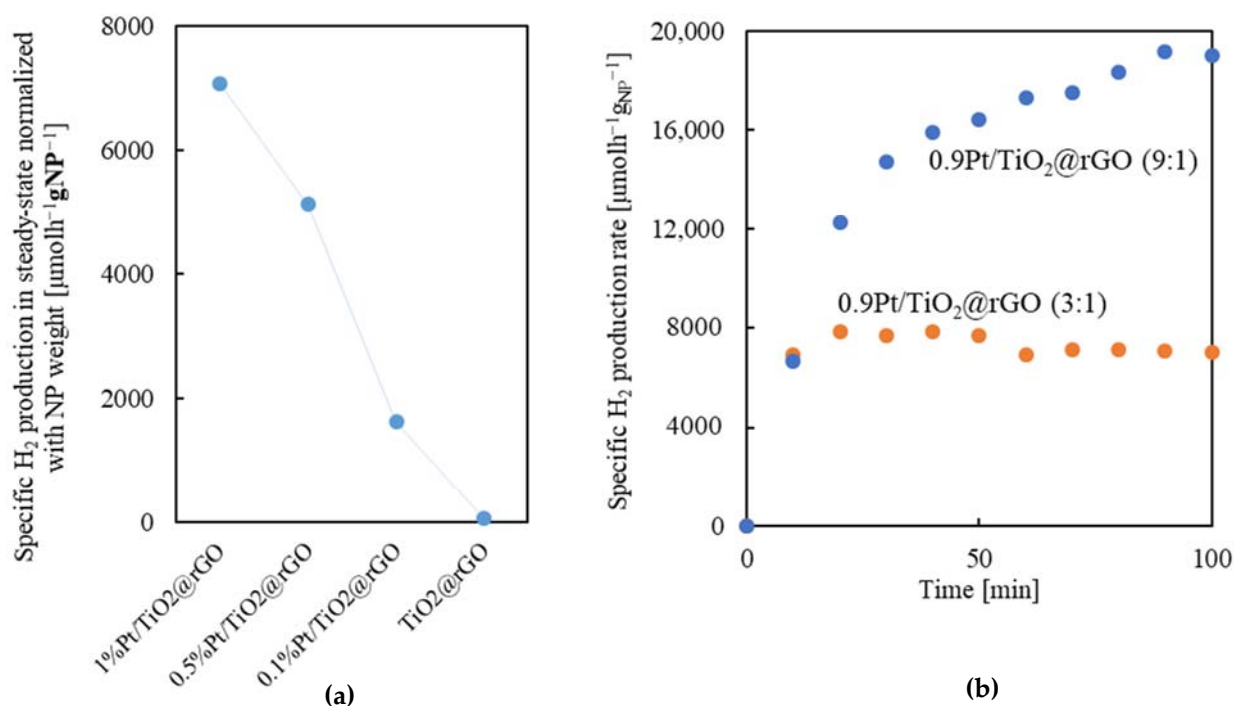 Specific H₂ production in steady-state normalized
with NP weight [µmolh⁻¹gNP⁻¹]
8000
6000
4000
2000
0
1%Pt/TiO2@rGO
0.5%Pt/TiO2@rGO
0.1%Pt/TiO2@rGO
TiO2@rGO
(a)
Specific H₂ production rate [µmolh⁻¹g_NP⁻¹]
20,000
16,000
12,000
8000
4000
0
0.9Pt/TiO₂@rGO (9:1)
0.9Pt/TiO₂@rGO (3:1)
0
50
100
Time [min]
(b)